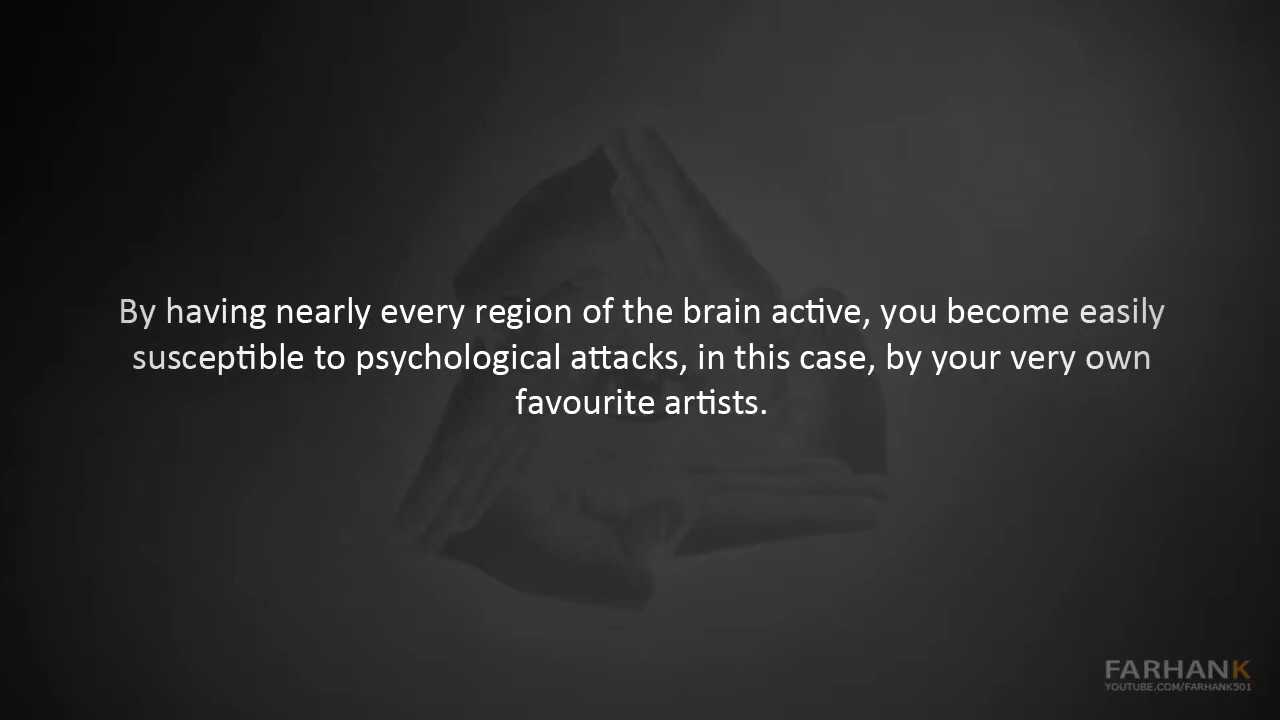 By having nearly every region of the brain active, you become easily
susceptible to psychological attacks, in this case, by your very own
favourite artists.
FARHANK
YOUTUBE.COM/FARHANK501